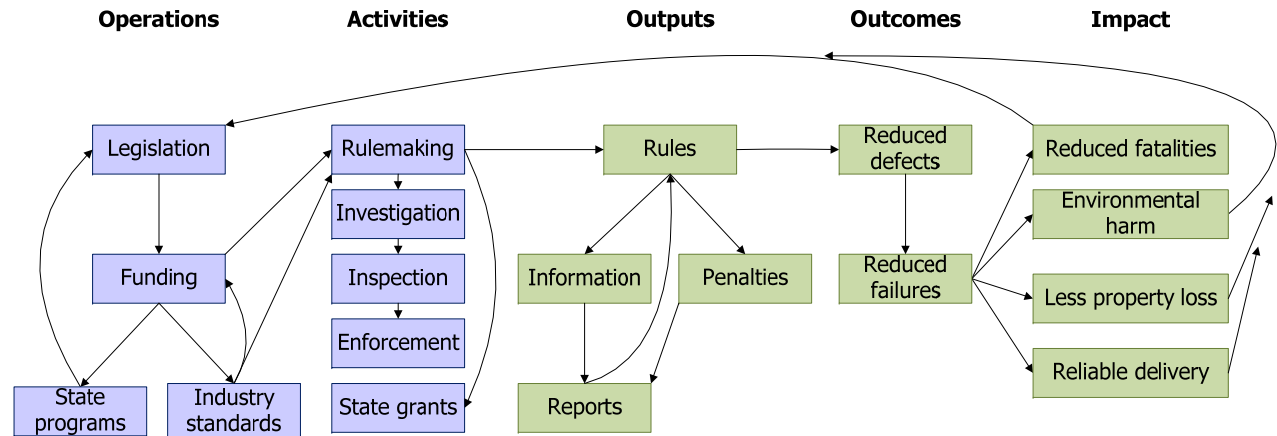 Operations
Activities
Outputs
Outcomes
Impact
Legislation
Funding
State
programs
Industry
standards
Rulemaking
Investigation
Inspection
Enforcement
State grants
Rules
Information
Penalties
Reports
Reduced
defects
Reduced
failures
Reduced fatalities
Environmental
harm
Less property loss
Reliable delivery